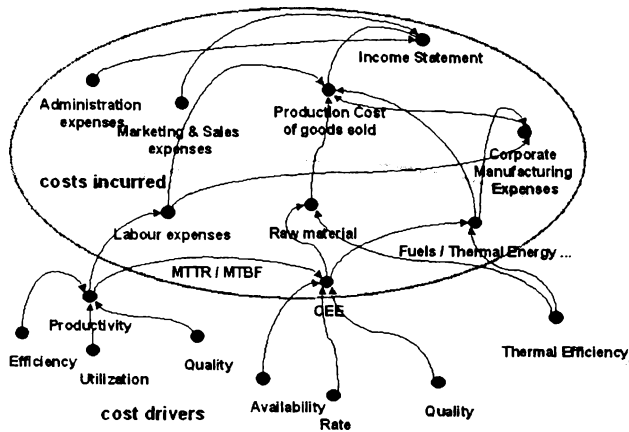 Income Statement
Administration
expenses
Marketing & Sales
expenses
Production Cost
of goods sold
Corporate
Manufacturing
Expenses
costs incurred
Labour expenses
Raw material
Fuels / Thermal Energy ...
MTTR / MTBF
OEE
Productivity
Efficiency
Utilization
Quality
Thermal Efficiency
Availability
Rate
Quality
cost drivers